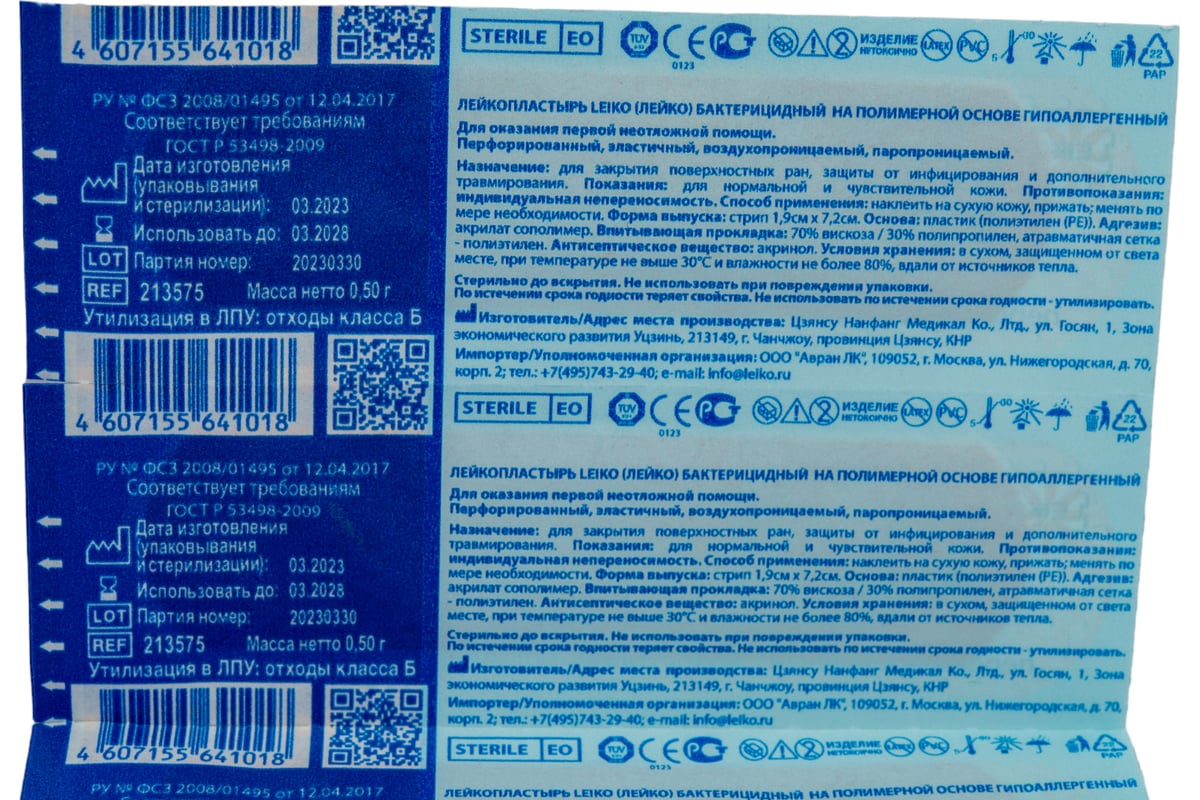 4 607155 641018
РУ № ФСЗ 2008/01495 от 12.04.2017
Соответствует требованиям
ГОСТ Р 53498-2009
Дата изготовления
(упаковывания
и стерилизации): 03.2023
Использовать до: 03.2028
LOT Партия номер: 20230330
REF 213575 Масса нетто 0,50 г
Утилизация в ЛПУ: отходы класса Б
4 607155 641018
РУ № ФСЗ 2008/01495 от 12.04.2017
Соответствует требованиям
ГОСТ Р 53498-2009
Дата изготовления
(упаковывания
и стерилизации): 03.2023
Использовать до: 03.2028
LOT Партия номер: 20230330
REF 213575 Масса нетто 0,50 г
Утилизация в ЛПУ: отходы класса Б
4 607155 641018
РУ № ФСЗ 2008/01495 от 12.04.2017
STERILE EO TUV CE 0123 РСТ 2 ИЗДЕЛИЕ НЕТОКСИЧНО LATEX PVC 5 30 22 PAP
ЛЕЙКОПЛАСТЫРЬ LEIKO (ЛЕЙКО) БАКТЕРИЦИДНЫЙ НА ПОЛИМЕРНОЙ ОСНОВЕ ГИПОАЛЛЕРГЕННЫЙ
Для оказания первой неотложной помощи.
Перфорированный, эластичный, воздухопроницаемый, паропроницаемый.
Назначение: для закрытия поверхностных ран, защиты от инфицирования и дополнительного
травмирования. Показания: для нормальной и чувствительной кожи. Противопоказания:
индивидуальная непереносимость. Способ применения: наклеить на сухую кожу, прижать; менять по
мере необходимости. Форма выпуска: стрип 1,9см х 7,2см. Основа: пластик (полиэтилен (PE)). Адгезив:
акрилат сополимер. Впитывающая прокладка: 70% вискоза / 30% полипропилен, атравматичная сетка
- полиэтилен. Антисептическое вещество: акринол. Условия хранения: в сухом, защищенном от света
месте, при температуре не выше 30°С и влажности не более 80%, вдали от источников тепла.
Стерильно до вскрытия. Не использовать при повреждении упаковки.
По истечении срока годности теряет свойства. Не использовать по истечении срока годности - утилизировать.
Изготовитель/Адрес места производства: Цзянсу Нанфанг Медикал Ко., Лтд., ул. Госян, 1, Зона
экономического развития Уцзинь, 213149, г. Чанчжоу, провинция Цзянсу, КНР
Импортер/Уполномоченная организация: ООО "Авран ЛК", 109052, г. Москва, ул. Нижегородская, д. 70,
корп. 2; тел.: +7(495)743-29-40; e-mail: info@leiko.ru
STERILE EO TUV CE 0123 РСТ 2 ИЗДЕЛИЕ НЕТОКСИЧНО LATEX PVC 5 30 22 PAP
ЛЕЙКОПЛАСТЫРЬ LEIKO (ЛЕЙКО) БАКТЕРИЦИДНЫЙ НА ПОЛИМЕРНОЙ ОСНОВЕ ГИПОАЛЛЕРГЕННЫЙ
Для оказания первой неотложной помощи.
Перфорированный, эластичный, воздухопроницаемый, паропроницаемый.
Назначение: для закрытия поверхностных ран, защиты от инфицирования и дополнительного
травмирования. Показания: для нормальной и чувствительной кожи. Противопоказания:
индивидуальная непереносимость. Способ применения: наклеить на сухую кожу, прижать; менять по
мере необходимости. Форма выпуска: стрип 1,9см х 7,2см. Основа: пластик (полиэтилен (PE)). Адгезив:
акрилат сополимер. Впитывающая прокладка: 70% вискоза / 30% полипропилен, атравматичная сетка
- полиэтилен. Антисептическое вещество: акринол. Условия хранения: в сухом, защищенном от света
месте, при температуре не выше 30°С и влажности не более 80%, вдали от источников тепла.
Стерильно до вскрытия. Не использовать при повреждении упаковки.
По истечении срока годности теряет свойства. Не использовать по истечении срока годности - утилизировать.
Изготовитель/Адрес места производства: Цзянсу Нанфанг Медикал Ко., Лтд., ул. Госян, 1, Зона
экономического развития Уцзинь, 213149, г. Чанчжоу, провинция Цзянсу, КНР
Импортер/Уполномоченная организация: ООО "Авран ЛК", 109052, г. Москва, ул. Нижегородская, д. 70,
корп. 2; тел.: +7(495)743-29-40; e-mail: info@leiko.ru
STERILE EO TUV CE 0123 РСТ 2 ИЗДЕЛИЕ НЕТОКСИЧНО LATEX PVC 22 PAP
ЛЕЙКОПЛАСТЫРЬ LEIKO (ЛЕЙКО) БАКТЕРИЦИДНЫЙ НА ПОЛИМЕРНОЙ ОСНОВЕ ГИПОАЛЛЕРГЕННЫЙ